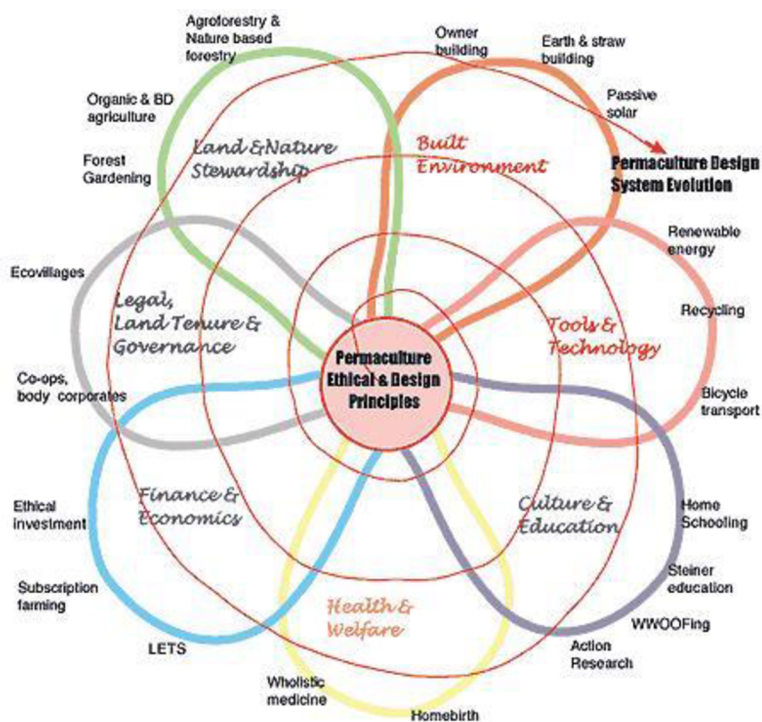 Agroforestry &
Nature based
forestry
Owner
building
Earth & straw
building
Organic & BD
agriculture
Passive
solar
Land & Nature
Stewardship
Built
Environment
Forest
Gardening
Permaculture Design
System Evolution
Renewable
energy
Ecovillages
Legal,
Land Tenure &
Governance
Recycling
Tools &
Technology
Permaculture
Ethical & Design
Principles
Co-ops,
body corporates
Bicycle
transport
Finance &
Economics
Culture &
Education
Ethical
investment
Home
Schooling
Subscription
farming
Steiner
education
Health &
Welfare
WWOOFing
LETS
Action
Research
Wholistic
medicine
Homebirth